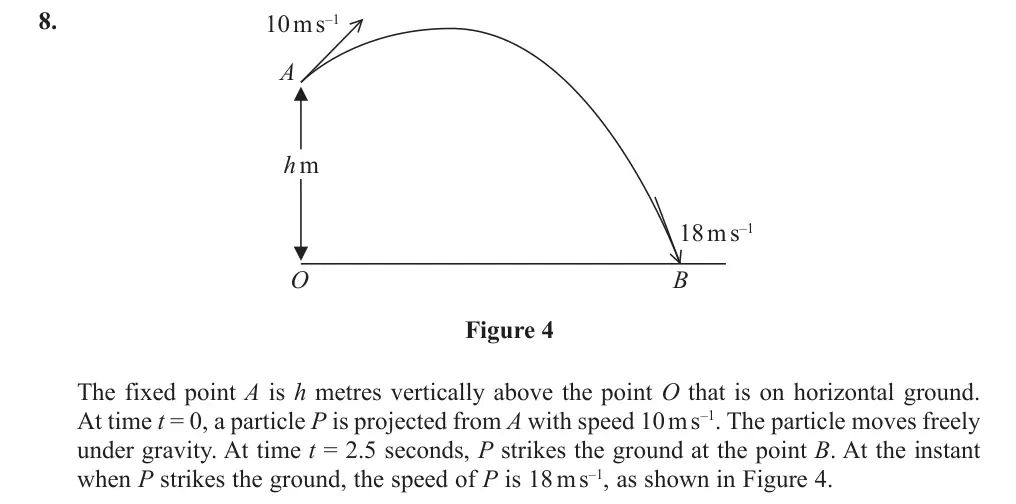 8.
10 m s⁻¹
A
h m
18 m s⁻¹
O
B
Figure 4
The fixed point A is h metres vertically above the point O that is on horizontal ground.
At time t = 0, a particle P is projected from A with speed 10 m s⁻¹. The particle moves freely
under gravity. At time t = 2.5 seconds, P strikes the ground at the point B. At the instant
when P strikes the ground, the speed of P is 18 m s⁻¹, as shown in Figure 4.